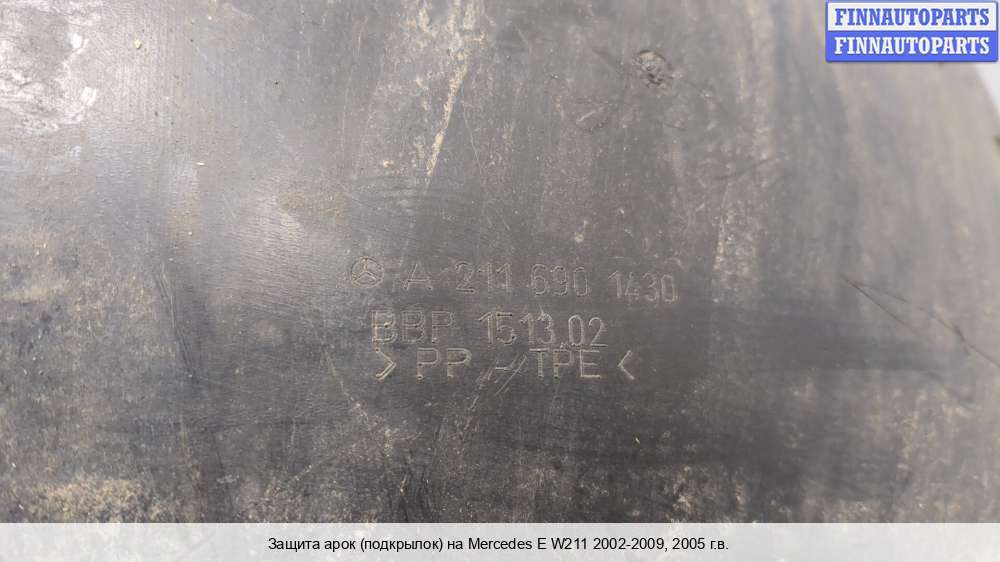 FINNAUTOPARTS
FINNAUTOPARTS
A 211 690 1430
BBP 1513.02
> PP - TPE <
Защита арок (подкрылок) на Mercedes E W211 2002-2009, 2005 г.в.